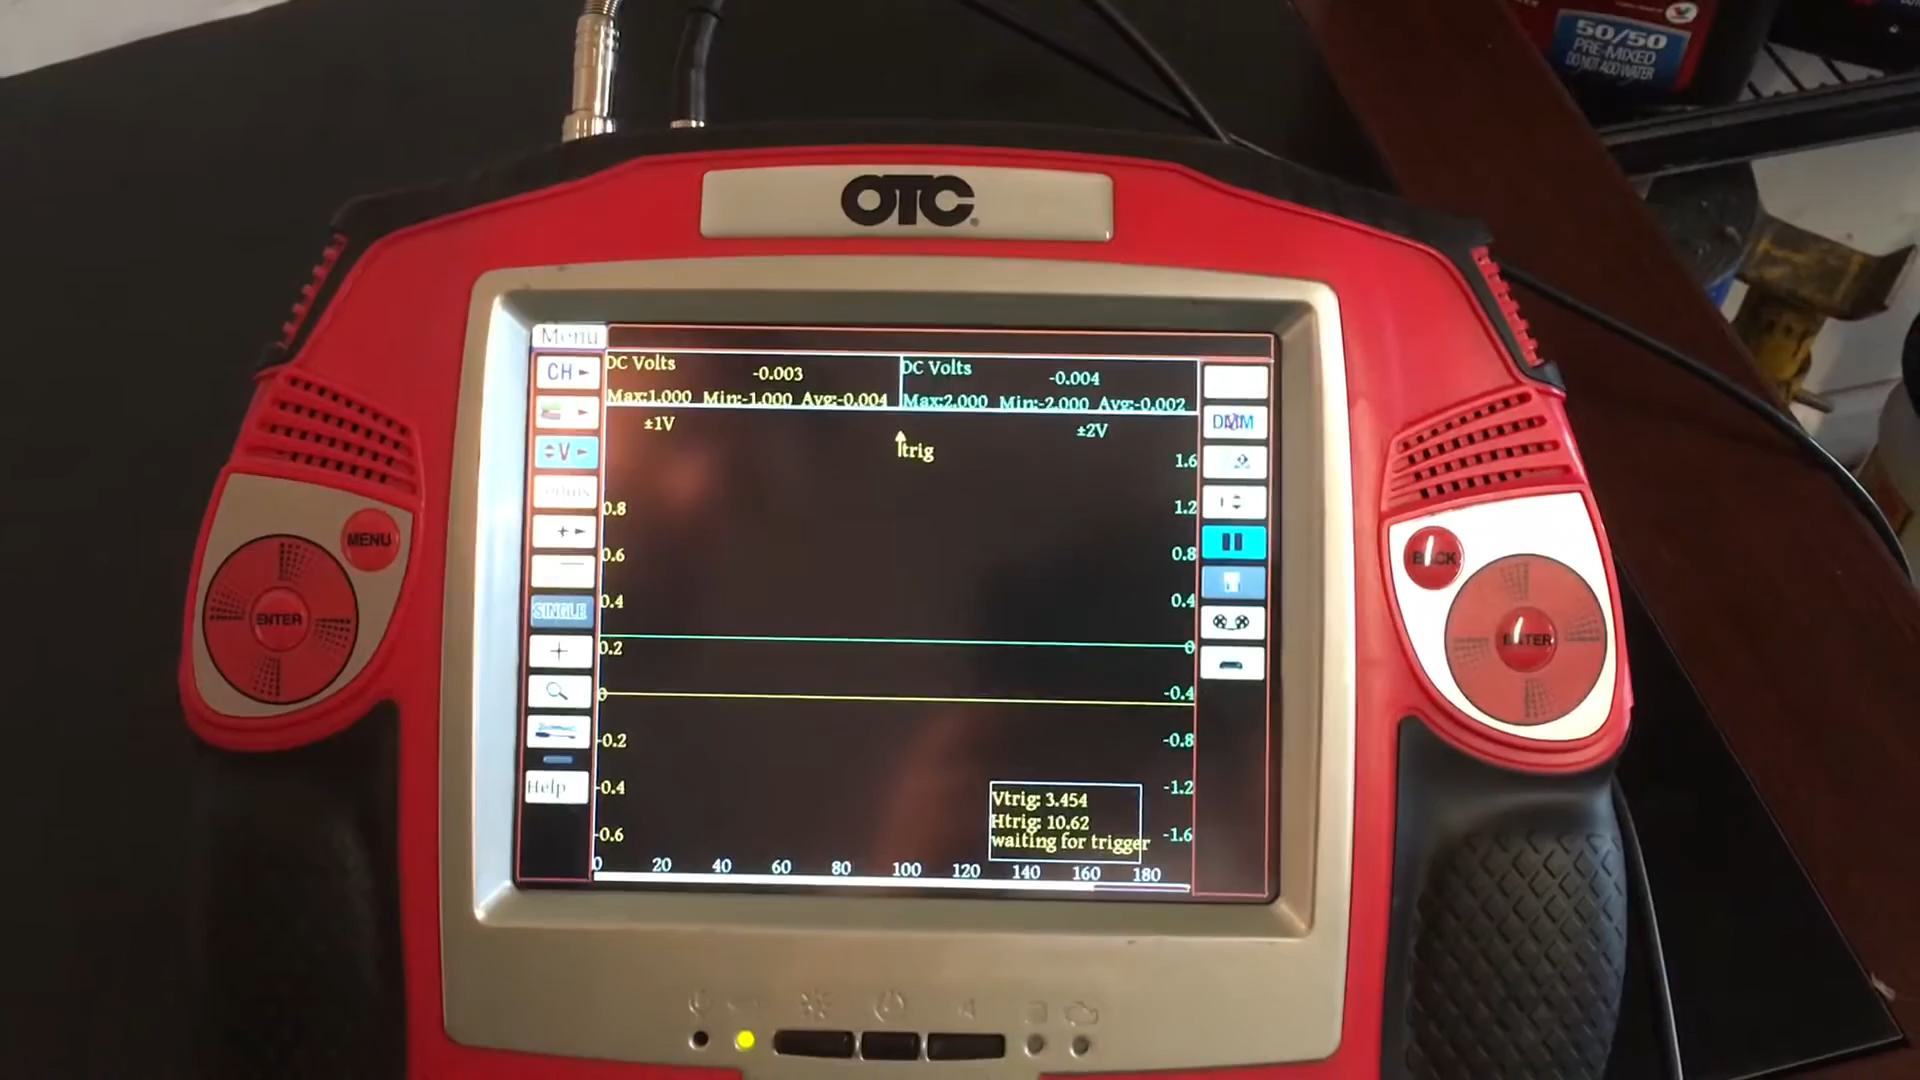 50/50
PRE-MIXED
DO NOT ADD WATER
OTC
Menu
DC Volts
-0.003
Max:1.000 Min:-1.000 Avg:-0.004
DC Volts
-0.004
Max:2.000 Min:-2.000 Avg:-0.002
CH
V
SINGLE
Help
DMM
±1V
trig
±2V
0.8
0.6
0.4
0.2
0
-0.2
-0.4
-0.6
1.6
1.2
0.8
0.4
0
-0.4
-0.8
-1.2
-1.6
Vtrig: 3.454
Htrig: 10.62
waiting for trigger
0 20 40 60 80 100 120 140 160 180
MENU
ENTER
BACK
ENTER